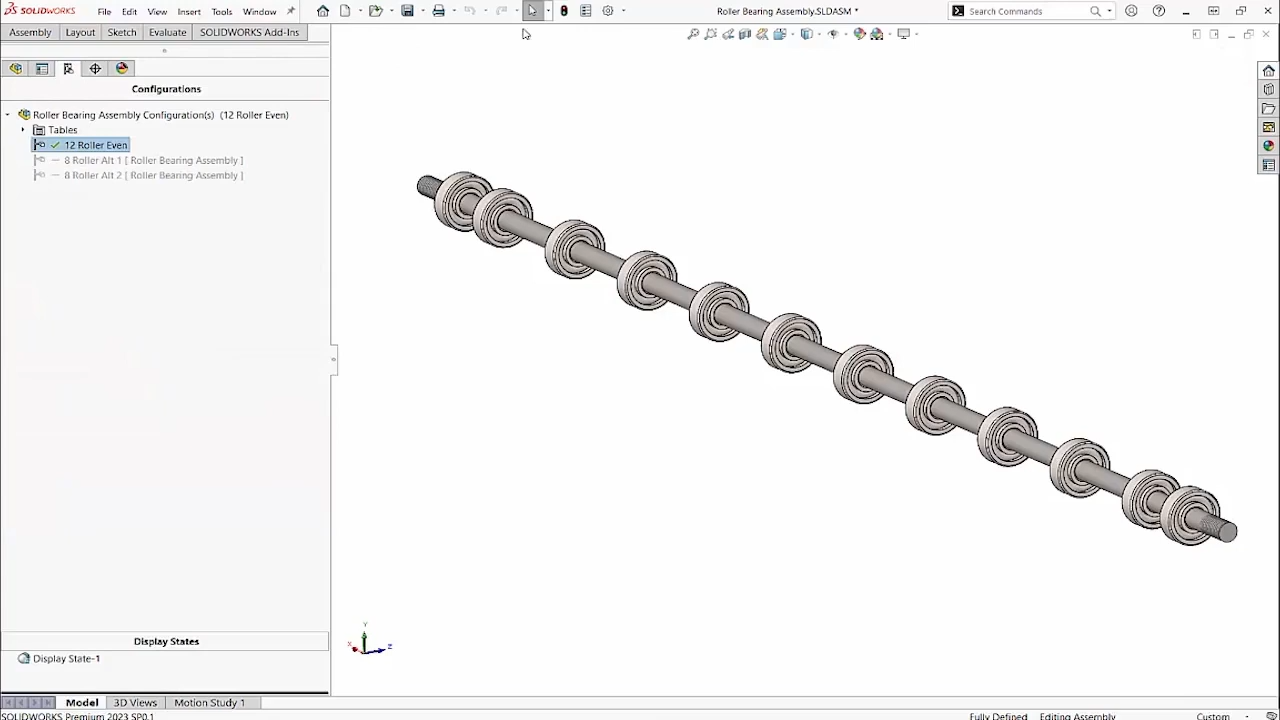 SOLIDWORKS File Edit View Insert Tools Window Roller Bearing Assembly.SLDASM * Search Commands
Assembly Layout Sketch Evaluate SOLIDWORKS Add-Ins
Configurations
Roller Bearing Assembly Configuration(s) (12 Roller Even)
Tables
12 Roller Even
8 Roller Alt 1 [ Roller Bearing Assembly ]
8 Roller Alt 2 [ Roller Bearing Assembly ]
Y
X
Z
Display States
Display State-1
Model 3D Views Motion Study 1
SOLIDWORKS Premium 2023 SP0.1 Fully Defined Editing Assembly Custom